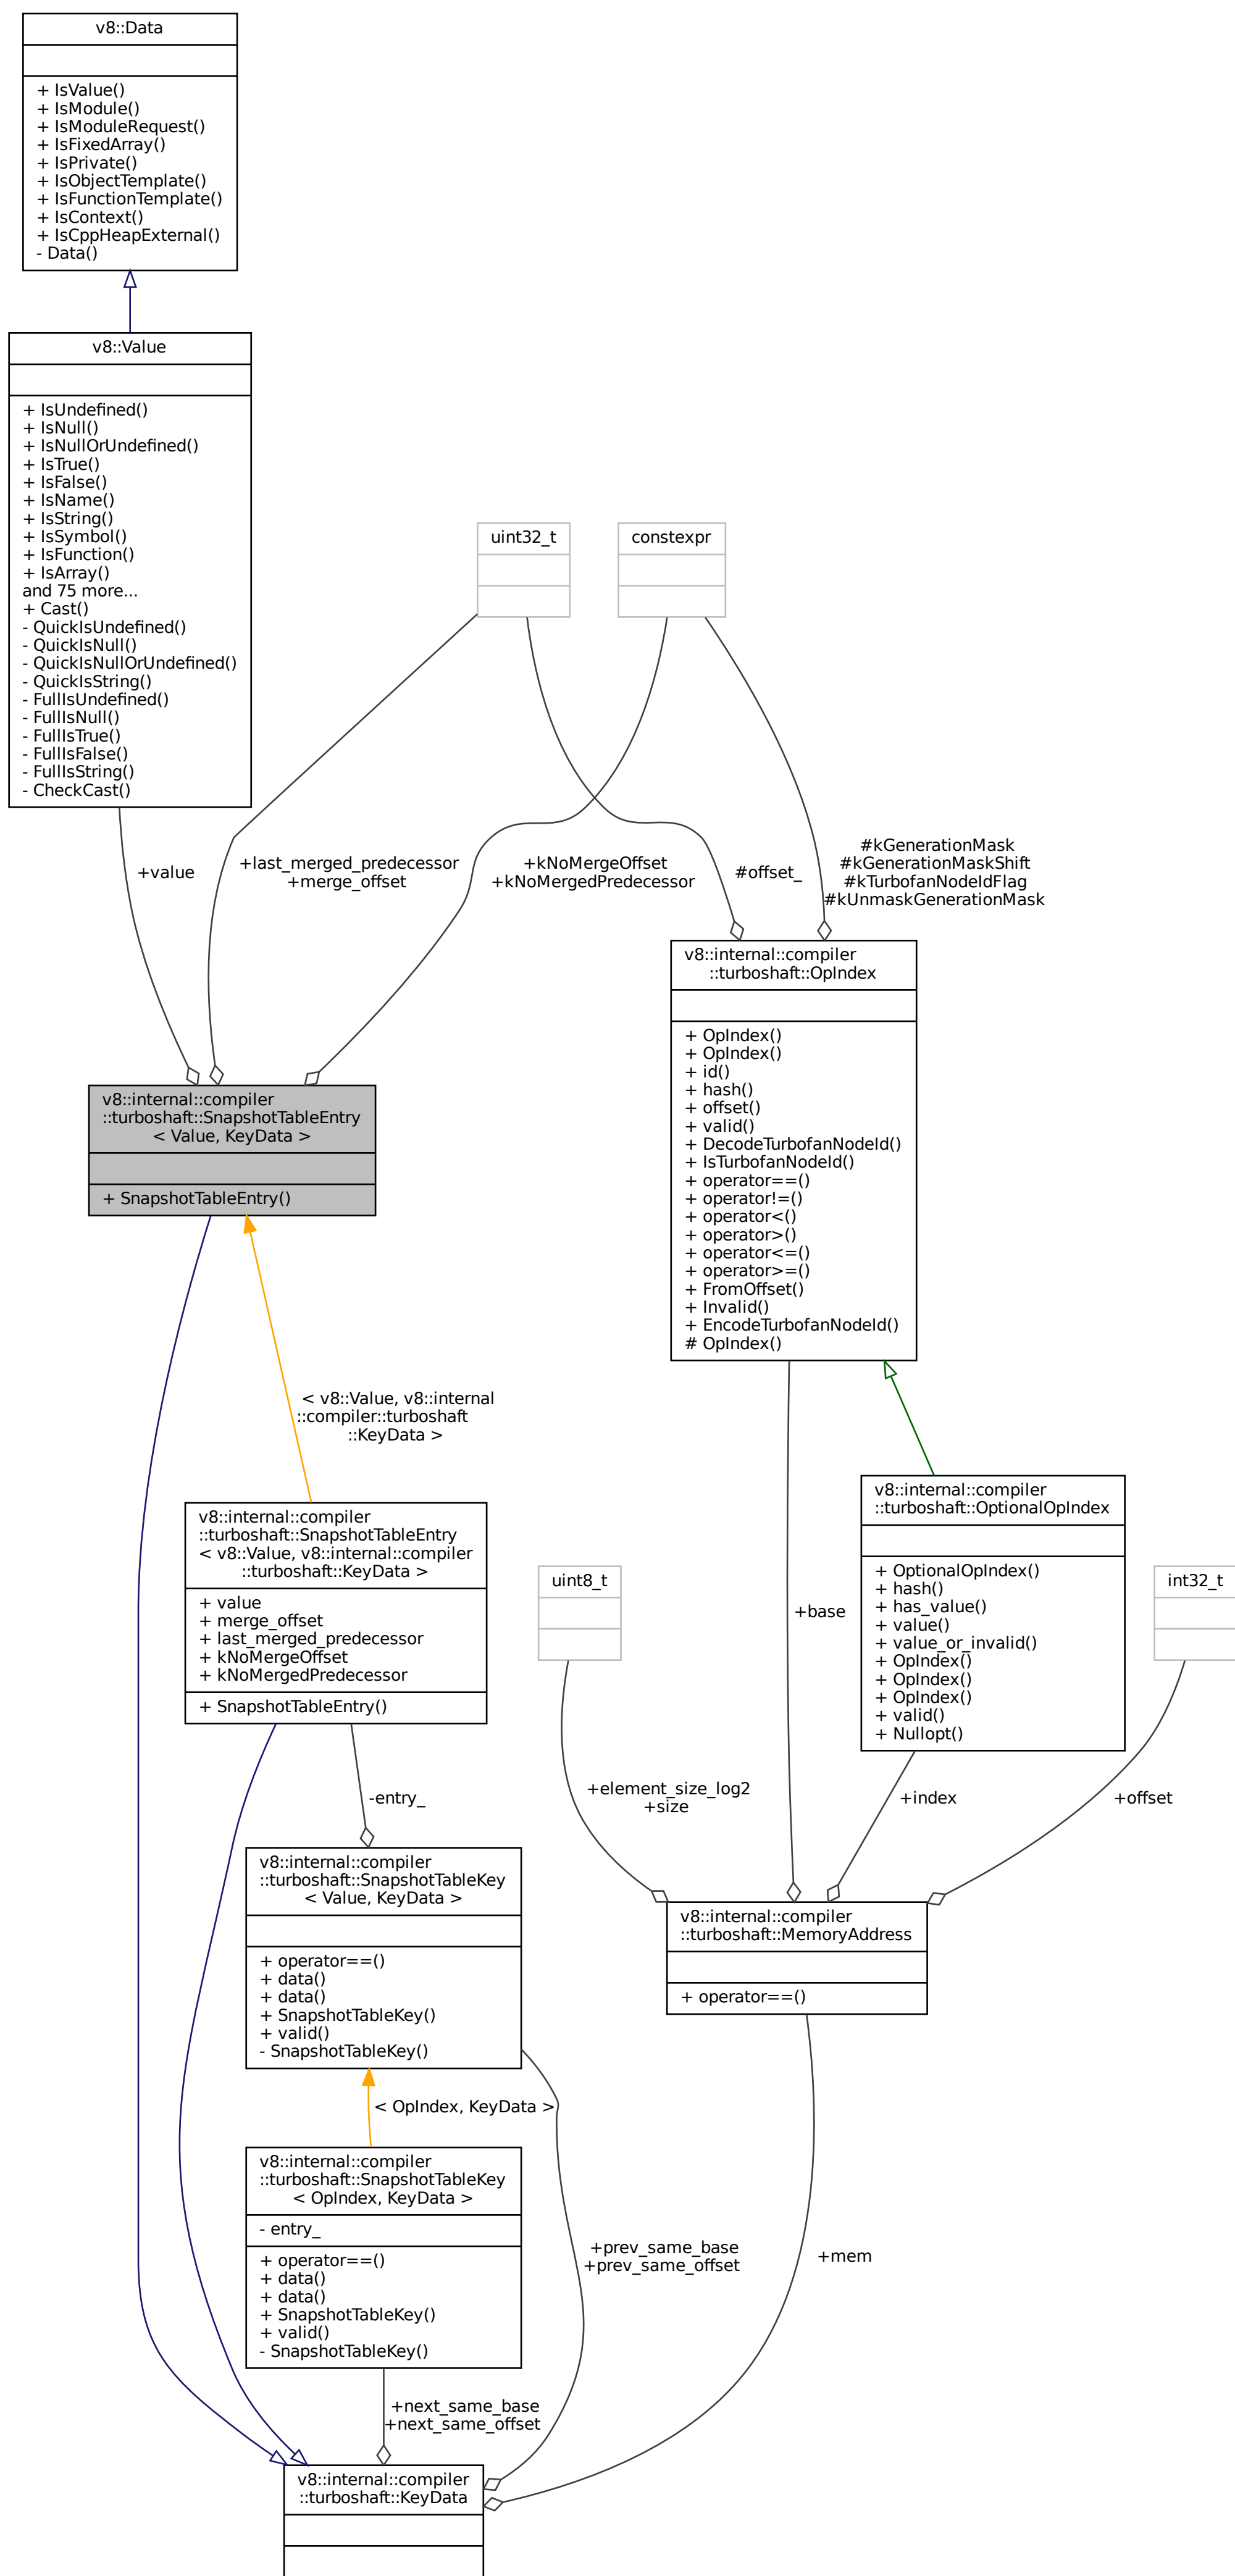 v8::Data
+ IsValue()
+ IsModule()
+ IsModuleRequest()
+ IsFixedArray()
+ IsPrivate()
+ IsObjectTemplate()
+ IsFunctionTemplate()
+ IsContext()
+ IsCppHeapExternal()
- Data()
v8::Value
+ IsUndefined()
+ IsNull()
+ IsNullOrUndefined()
+ IsTrue()
+ IsFalse()
+ IsName()
+ IsString()
+ IsSymbol()
+ IsFunction()
+ IsArray()
and 75 more...
+ Cast()
- QuickIsUndefined()
- QuickIsNull()
- QuickIsNullOrUndefined()
- QuickIsString()
- FullIsUndefined()
- FullIsNull()
- FullIsTrue()
- FullIsFalse()
- FullIsString()
- CheckCast()
uint32_t
constexpr
+value
+last_merged_predecessor
+merge_offset
+kNoMergeOffset
+kNoMergedPredecessor
#offset_
#kGenerationMask
#kGenerationMaskShift
#kTurbofanNodeIdFlag
#kUnmaskGenerationMask
v8::internal::compiler
::turboshaft::OpIndex
+ OpIndex()
+ OpIndex()
+ id()
+ hash()
+ offset()
+ valid()
+ DecodeTurbofanNodeId()
+ IsTurbofanNodeId()
+ operator==()
+ operator!=()
+ operator<()
+ operator>()
+ operator<=()
+ operator>=()
+ FromOffset()
+ Invalid()
+ EncodeTurbofanNodeId()
# OpIndex()
v8::internal::compiler
::turboshaft::SnapshotTableEntry
< Value, KeyData >
+ SnapshotTableEntry()
< v8::Value, v8::internal
::compiler::turboshaft
::KeyData >
v8::internal::compiler
::turboshaft::OptionalOpIndex
+ OptionalOpIndex()
+ hash()
+ has_value()
+ value()
+ value_or_invalid()
+ OpIndex()
+ OpIndex()
+ OpIndex()
+ valid()
+ Nullopt()
v8::internal::compiler
::turboshaft::SnapshotTableEntry
< v8::Value, v8::internal::compiler
::turboshaft::KeyData >
+ value
+ merge_offset
+ last_merged_predecessor
+ kNoMergeOffset
+ kNoMergedPredecessor
+ SnapshotTableEntry()
uint8_t
+base
int32_t
-entry_
+element_size_log2
+size
+index
+offset
v8::internal::compiler
::turboshaft::SnapshotTableKey
< Value, KeyData >
+ operator==()
+ data()
+ data()
+ SnapshotTableKey()
+ valid()
- SnapshotTableKey()
v8::internal::compiler
::turboshaft::MemoryAddress
+ operator==()
< OpIndex, KeyData >
v8::internal::compiler
::turboshaft::SnapshotTableKey
< OpIndex, KeyData >
- entry_
+ operator==()
+ data()
+ data()
+ SnapshotTableKey()
+ valid()
- SnapshotTableKey()
+prev_same_base
+prev_same_offset
+mem
+next_same_base
+next_same_offset
v8::internal::compiler
::turboshaft::KeyData